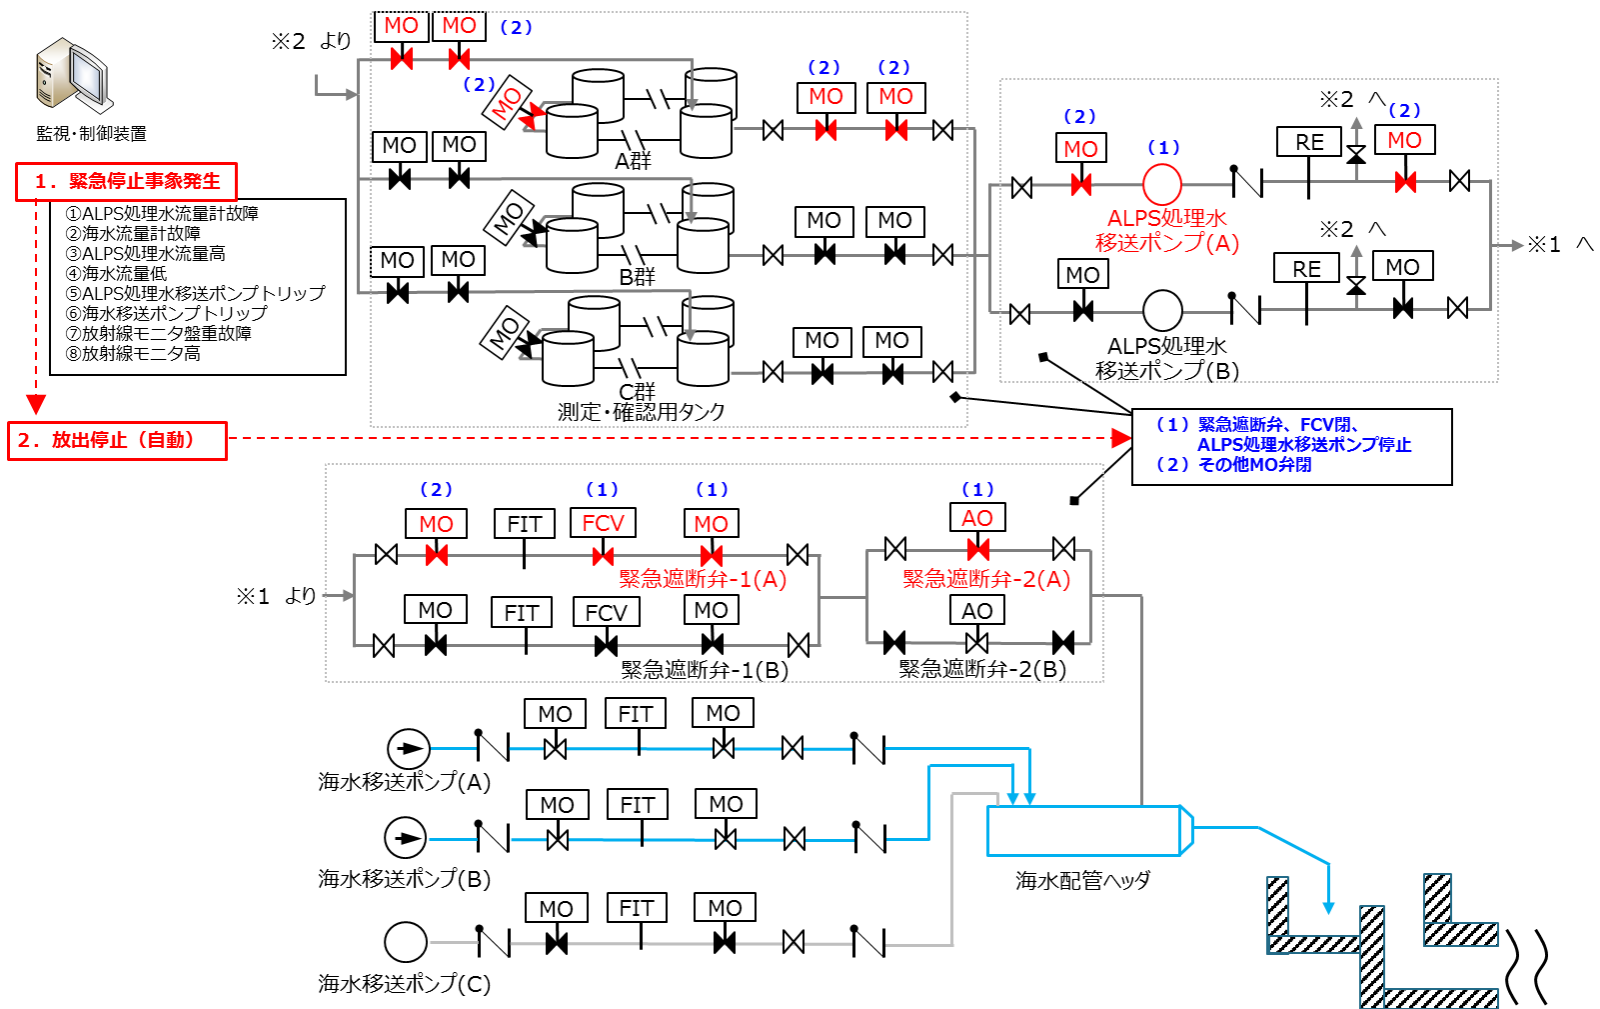 MO MO （2）
※2 より
（2）
MO
（2） （2）
MO MO
監視・制御装置
A群
MO MO
MO
MO MO
B群
MO MO
MO
MO MO
C群
測定・確認用タンク
※2 へ
（2）
MO
（1）
RE
（2）
MO
ALPS処理水
移送ポンプ(A)
※2 へ
※1 へ
MO
RE
MO
ALPS処理水
移送ポンプ(B)
1．緊急停止事象発生
①ALPS処理水流量計故障
②海水流量計故障
③ALPS処理水流量高
④海水流量低
⑤ALPS処理水移送ポンプトリップ
⑥海水移送ポンプトリップ
⑦放射線モニタ盤重故障
⑧放射線モニタ高
2．放出停止（自動）
（1）緊急遮断弁、FCV閉、
ALPS処理水移送ポンプ停止
（2）その他MO弁閉
（2） （1） （1） （1）
MO FIT FCV MO AO
緊急遮断弁-1(A) 緊急遮断弁-2(A)
※1 より
MO FIT FCV MO AO
緊急遮断弁-1(B) 緊急遮断弁-2(B)
MO FIT MO
海水移送ポンプ(A)
MO FIT MO
海水移送ポンプ(B)
海水配管ヘッダ
MO FIT MO
海水移送ポンプ(C)